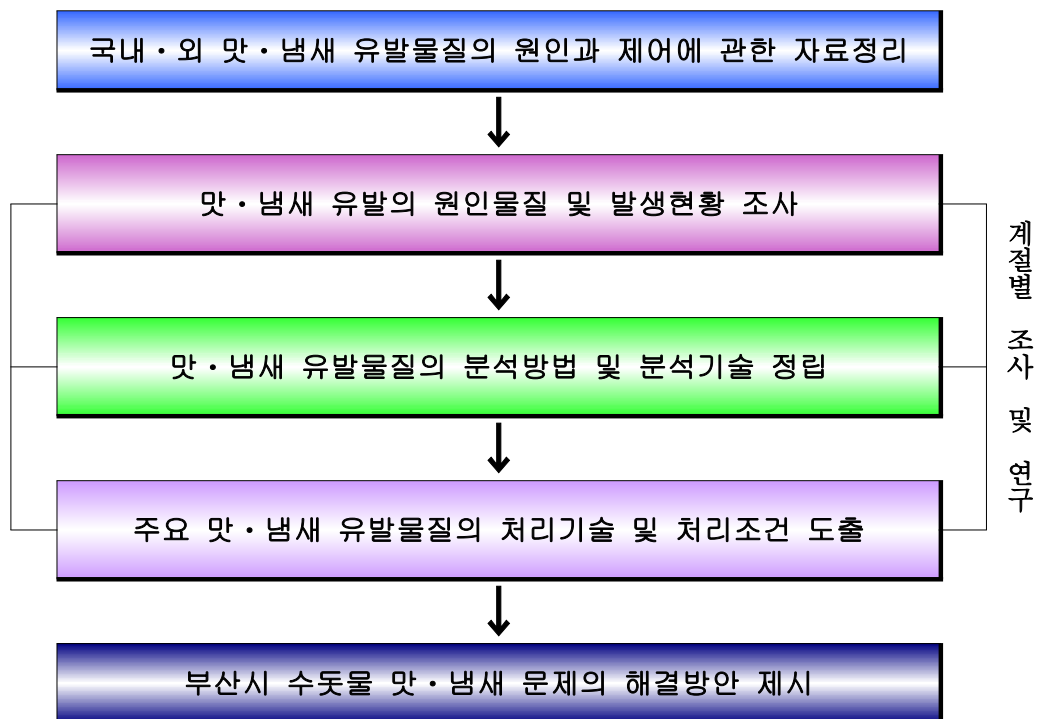 국내·외 맛·냄새 유발물질의 원인과 제어에 관한 자료정리
맛·냄새 유발의 원인물질 및 발생현황 조사
맛·냄새 유발물질의 분석방법 및 분석기술 정립
주요 맛·냄새 유발물질의 처리기술 및 처리조건 도출
부산시 수돗물 맛·냄새 문제의 해결방안 제시
계절별 조사 및 연구